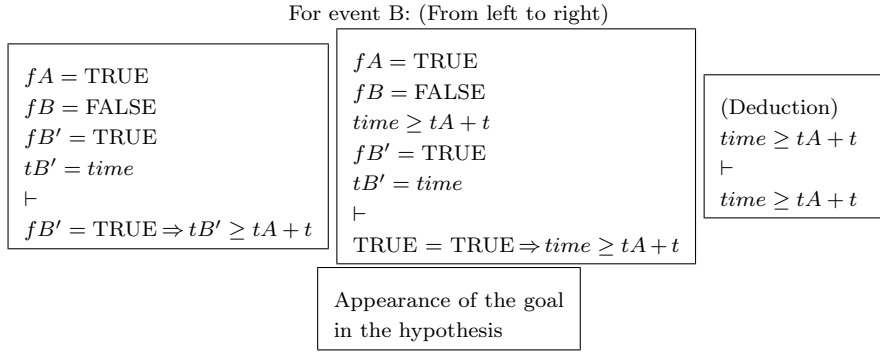 For event B: (From left to right)
fA = TRUE
fB = FALSE
fB′ = TRUE
tB′ = time
⊢
fB′ = TRUE ⇒ tB′ ≥ tA + t
fA = TRUE
fB = FALSE
time ≥ tA + t
fB′ = TRUE
tB′ = time
⊢
TRUE = TRUE ⇒ time ≥ tA + t
(Deduction)
time ≥ tA + t
⊢
time ≥ tA + t
Appearance of the goal
in the hypothesis